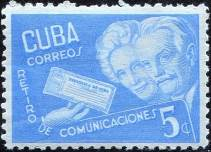 CUBA
CORREOS
RETIRO
DE COMUNICACIONES
5¢